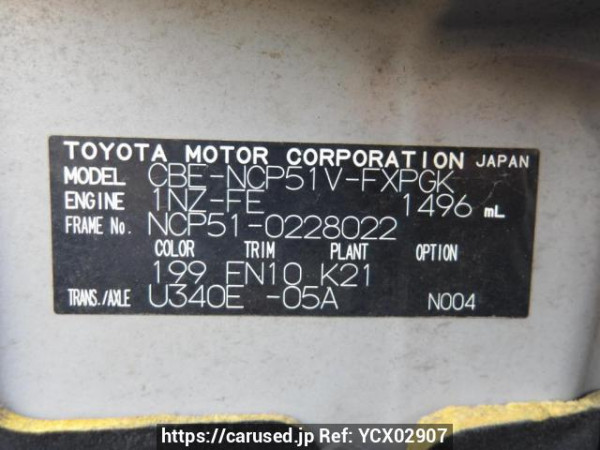 TOYOTA MOTOR CORPORATION JAPAN
MODEL CBE-NCP51V-FXPGK
ENGINE 1NZ-FE 1496 mL
FRAME No. NCP51-0228022
COLOR TRIM PLANT OPTION
199 FN10 K21
TRANS./AXLE U340E -05A N004
https://carused.jp Ref: YCX02907